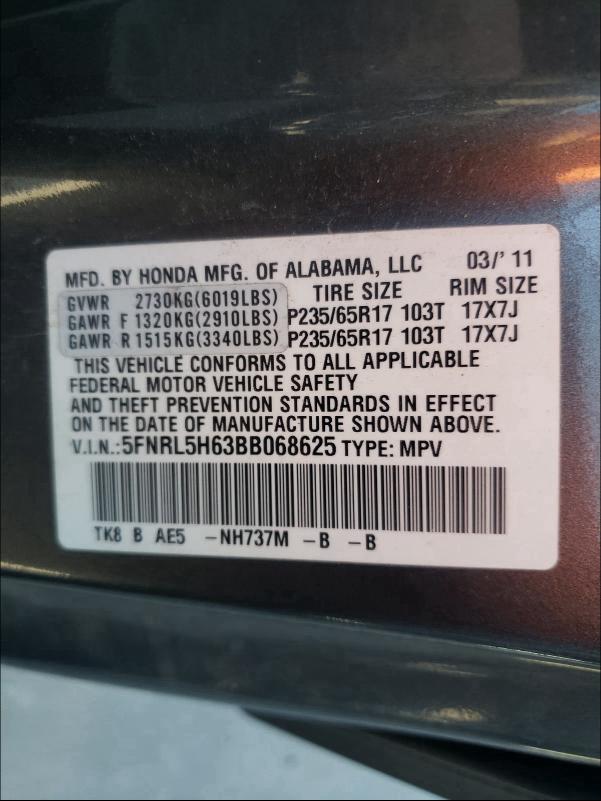 MFD. BY HONDA MFG. OF ALABAMA, LLC 03/' 11
GVWR 2730KG(6019LBS) TIRE SIZE RIM SIZE
GAWR F 1320KG(2910LBS) P235/65R17 103T 17X7J
GAWR R 1515KG(3340LBS) P235/65R17 103T 17X7J
THIS VEHICLE CONFORMS TO ALL APPLICABLE
FEDERAL MOTOR VEHICLE SAFETY
AND THEFT PREVENTION STANDARDS IN EFFECT
ON THE DATE OF MANUFACTURE SHOWN ABOVE.
V.I.N.:5FNRL5H63BB068625 TYPE: MPV
TK8 B AE5 -NH737M -B -B